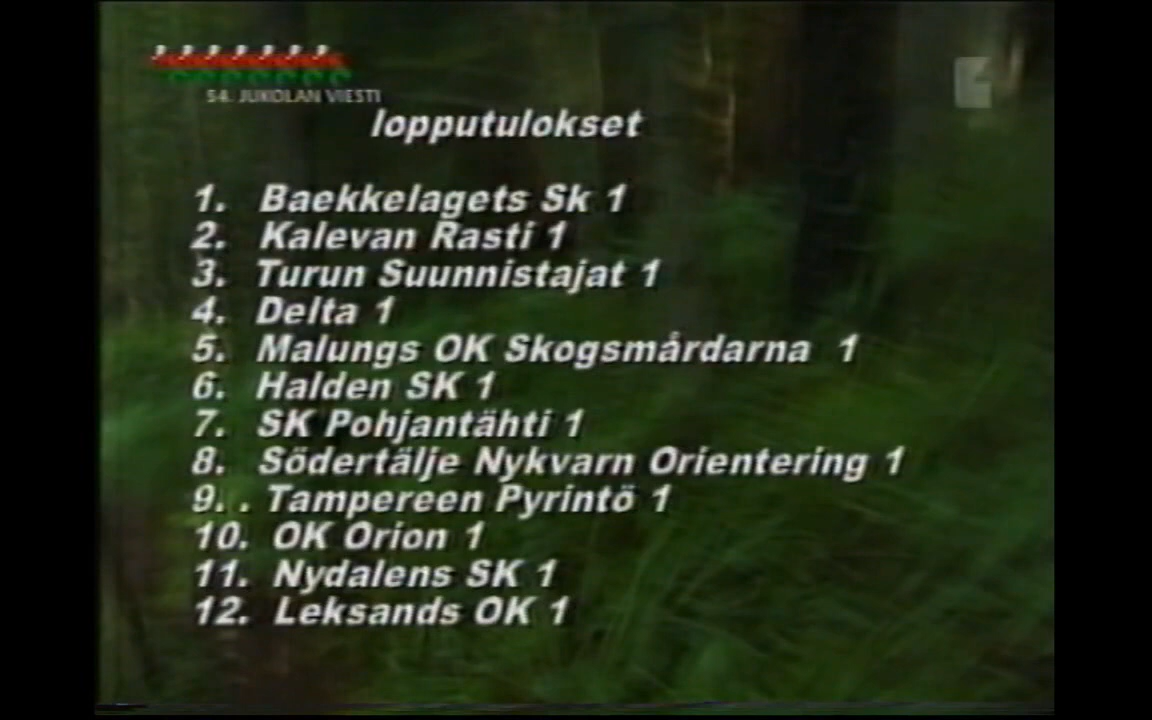 54. JUKOLAN VIESTI
lopputulokset
1. Baekkelagets Sk 1
2. Kalevan Rasti 1
3. Turun Suunnistajat 1
4. Delta 1
5. Malungs OK Skogsmårdarna 1
6. Halden SK 1
7. SK Pohjantähti 1
8. Södertälje Nykvarn Orientering 1
9. . Tampereen Pyrintö 1
10. OK Orion 1
11. Nydalens SK 1
12. Leksands OK 1